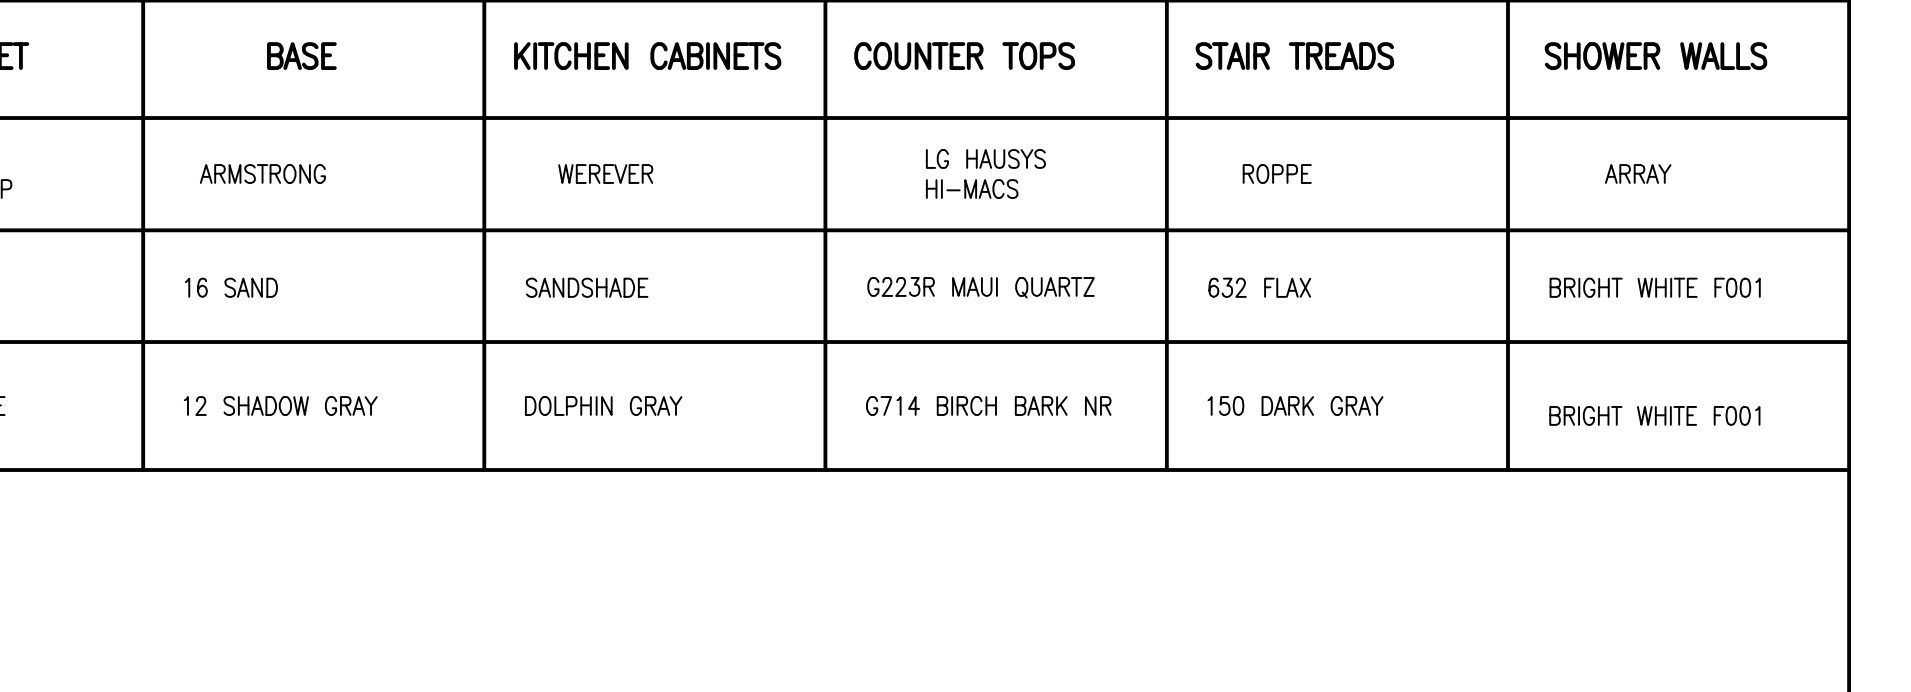 ET BASE KITCHEN CABINETS COUNTER TOPS STAIR TREADS SHOWER WALLS
P ARMSTRONG WEREVER LG HAUSYS
HI-MACS ROPPE ARRAY
16 SAND SANDSHADE G223R MAUI QUARTZ 632 FLAX BRIGHT WHITE F001
E 12 SHADOW GRAY DOLPHIN GRAY G714 BIRCH BARK NR 150 DARK GRAY BRIGHT WHITE F001